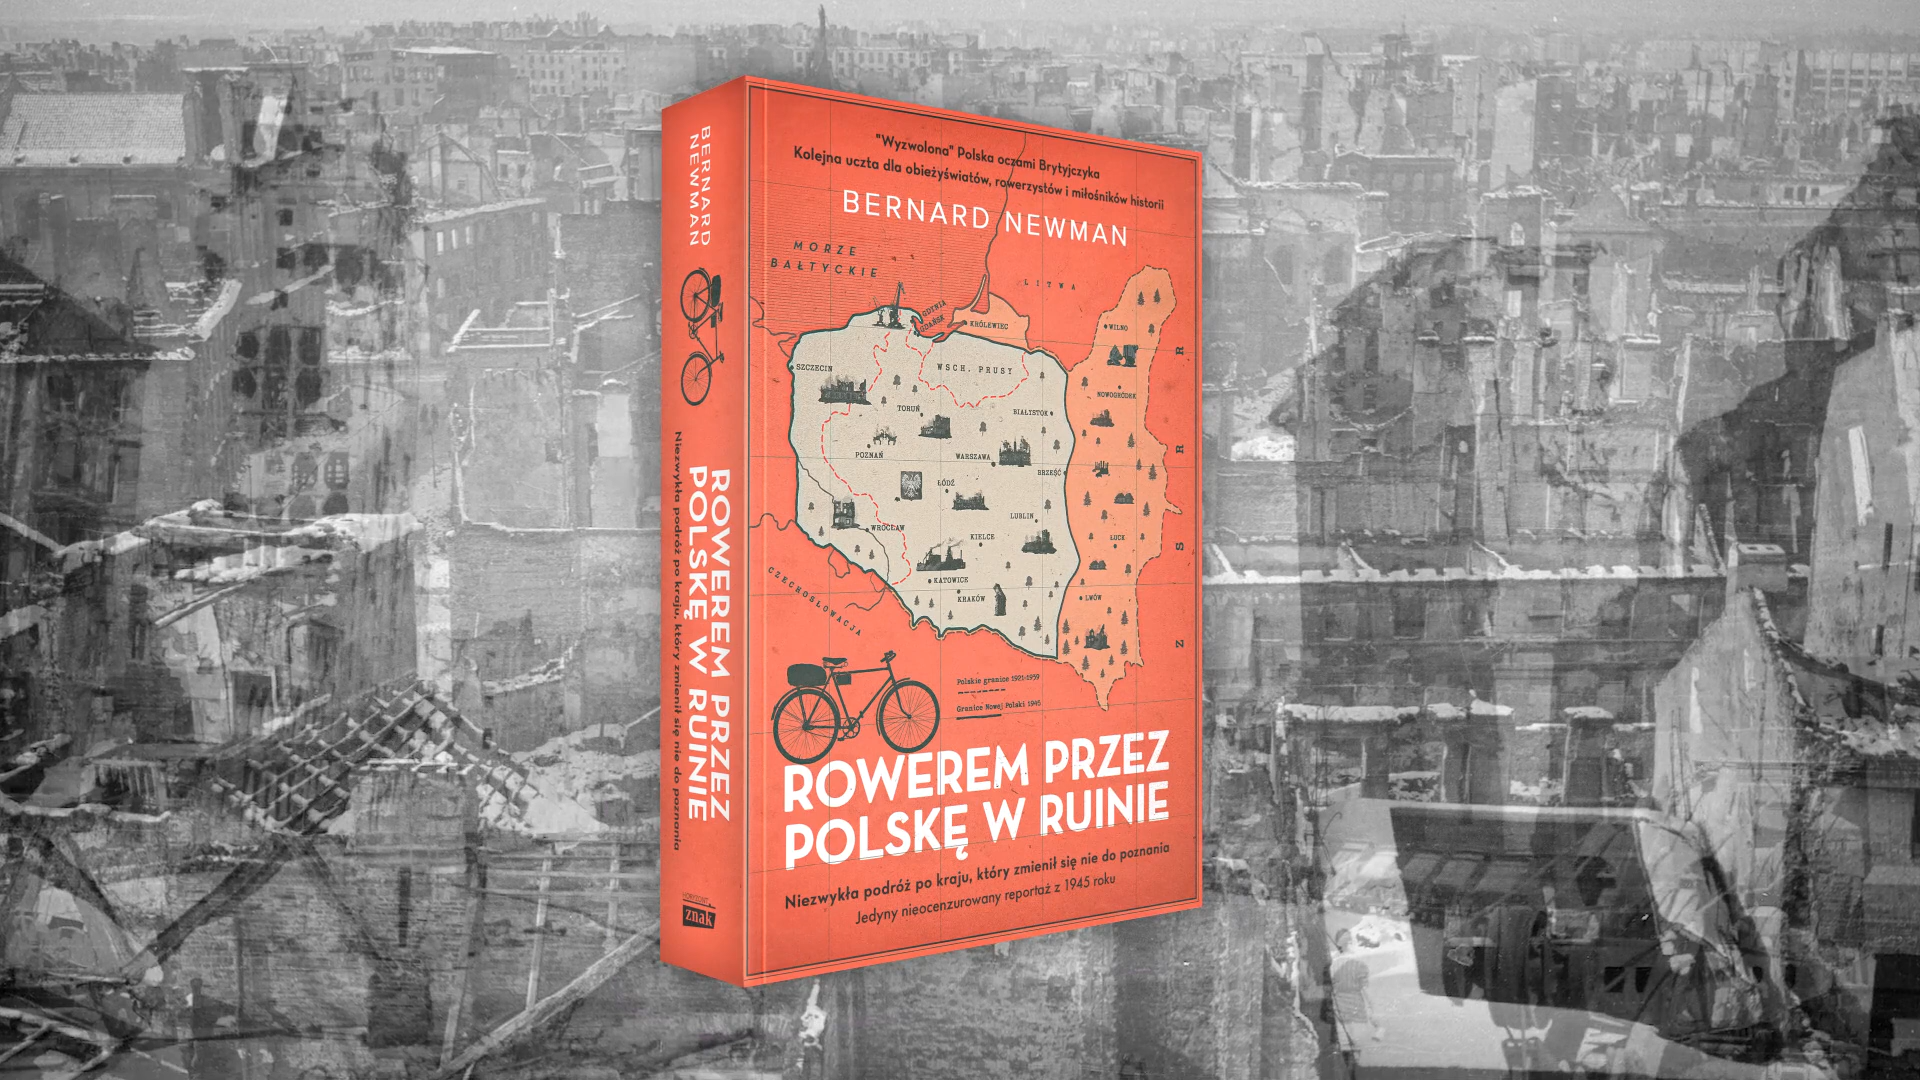 BERNARD
NEWMAN
ROWEREM PRZEZ
POLSKĘ W RUINIE
Niezwykła podróż po kraju, który zmienił się nie do poznania
HORYZONT
znak
"Wyzwolona" Polska oczami Brytyjczyka
Kolejna uczta dla obieżyświatów, rowerzystów i miłośników historii
BERNARD NEWMAN
MORZE
BAŁTYCKIE
LITWA
GDYNIA
GDAŃSK
KRÓLEWIEC
WILNO
SZCZECIN
WSCH. PRUSY
NOWOGRÓDEK
TORUŃ
BIAŁYSTOK
POZNAŃ
WARSZAWA
BRZEŚĆ
ŁÓDŹ
LUBLIN
WROCŁAW
KIELCE
ŁUCK
KATOWICE
KRAKÓW
LWÓW
CZECHOSŁOWACJA
Z S R R
Polskie granice 1921-1939
Granice Nowej Polski 1945
ROWEREM PRZEZ
POLSKĘ W RUINIE
Niezwykła podróż po kraju, który zmienił się nie do poznania
Jedyny nieocenzurowany reportaż z 1945 roku